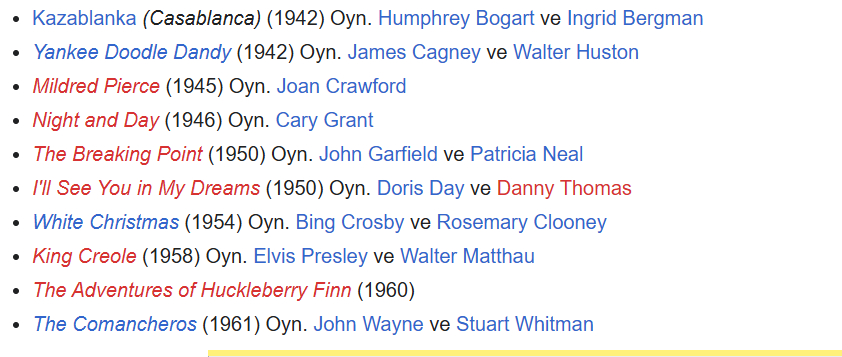 Kazablanka (Casablanca) (1942) Oyn. Humphrey Bogart ve Ingrid Bergman
Yankee Doodle Dandy (1942) Oyn. James Cagney ve Walter Huston
Mildred Pierce (1945) Oyn. Joan Crawford
Night and Day (1946) Oyn. Cary Grant
The Breaking Point (1950) Oyn. John Garfield ve Patricia Neal
I'll See You in My Dreams (1950) Oyn. Doris Day ve Danny Thomas
White Christmas (1954) Oyn. Bing Crosby ve Rosemary Clooney
King Creole (1958) Oyn. Elvis Presley ve Walter Matthau
The Adventures of Huckleberry Finn (1960)
The Comancheros (1961) Oyn. John Wayne ve Stuart Whitman